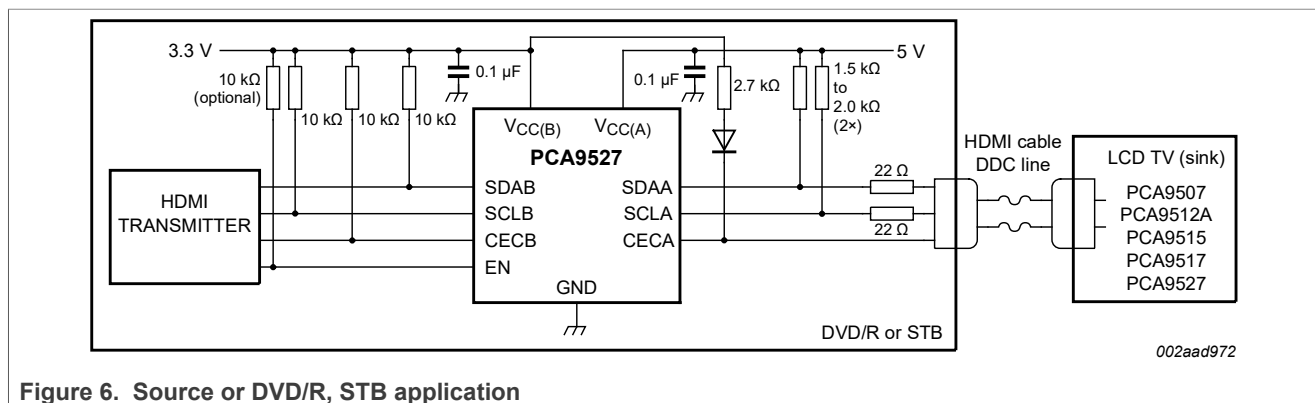 3.3 V
5 V
10 kΩ
(optional)
10 kΩ
10 kΩ
10 kΩ
0.1 μF
0.1 μF
2.7 kΩ
1.5 kΩ
to
2.0 kΩ
(2×)
VCC(B)
VCC(A)
PCA9527
HDMI
TRANSMITTER
SDAB
SCLB
CECB
EN
SDAA
SCLA
CECA
GND
22 Ω
22 Ω
HDMI cable
DDC line
LCD TV (sink)
PCA9507
PCA9512A
PCA9515
PCA9517
PCA9527
DVD/R or STB
002aad972
Figure 6. Source or DVD/R, STB application